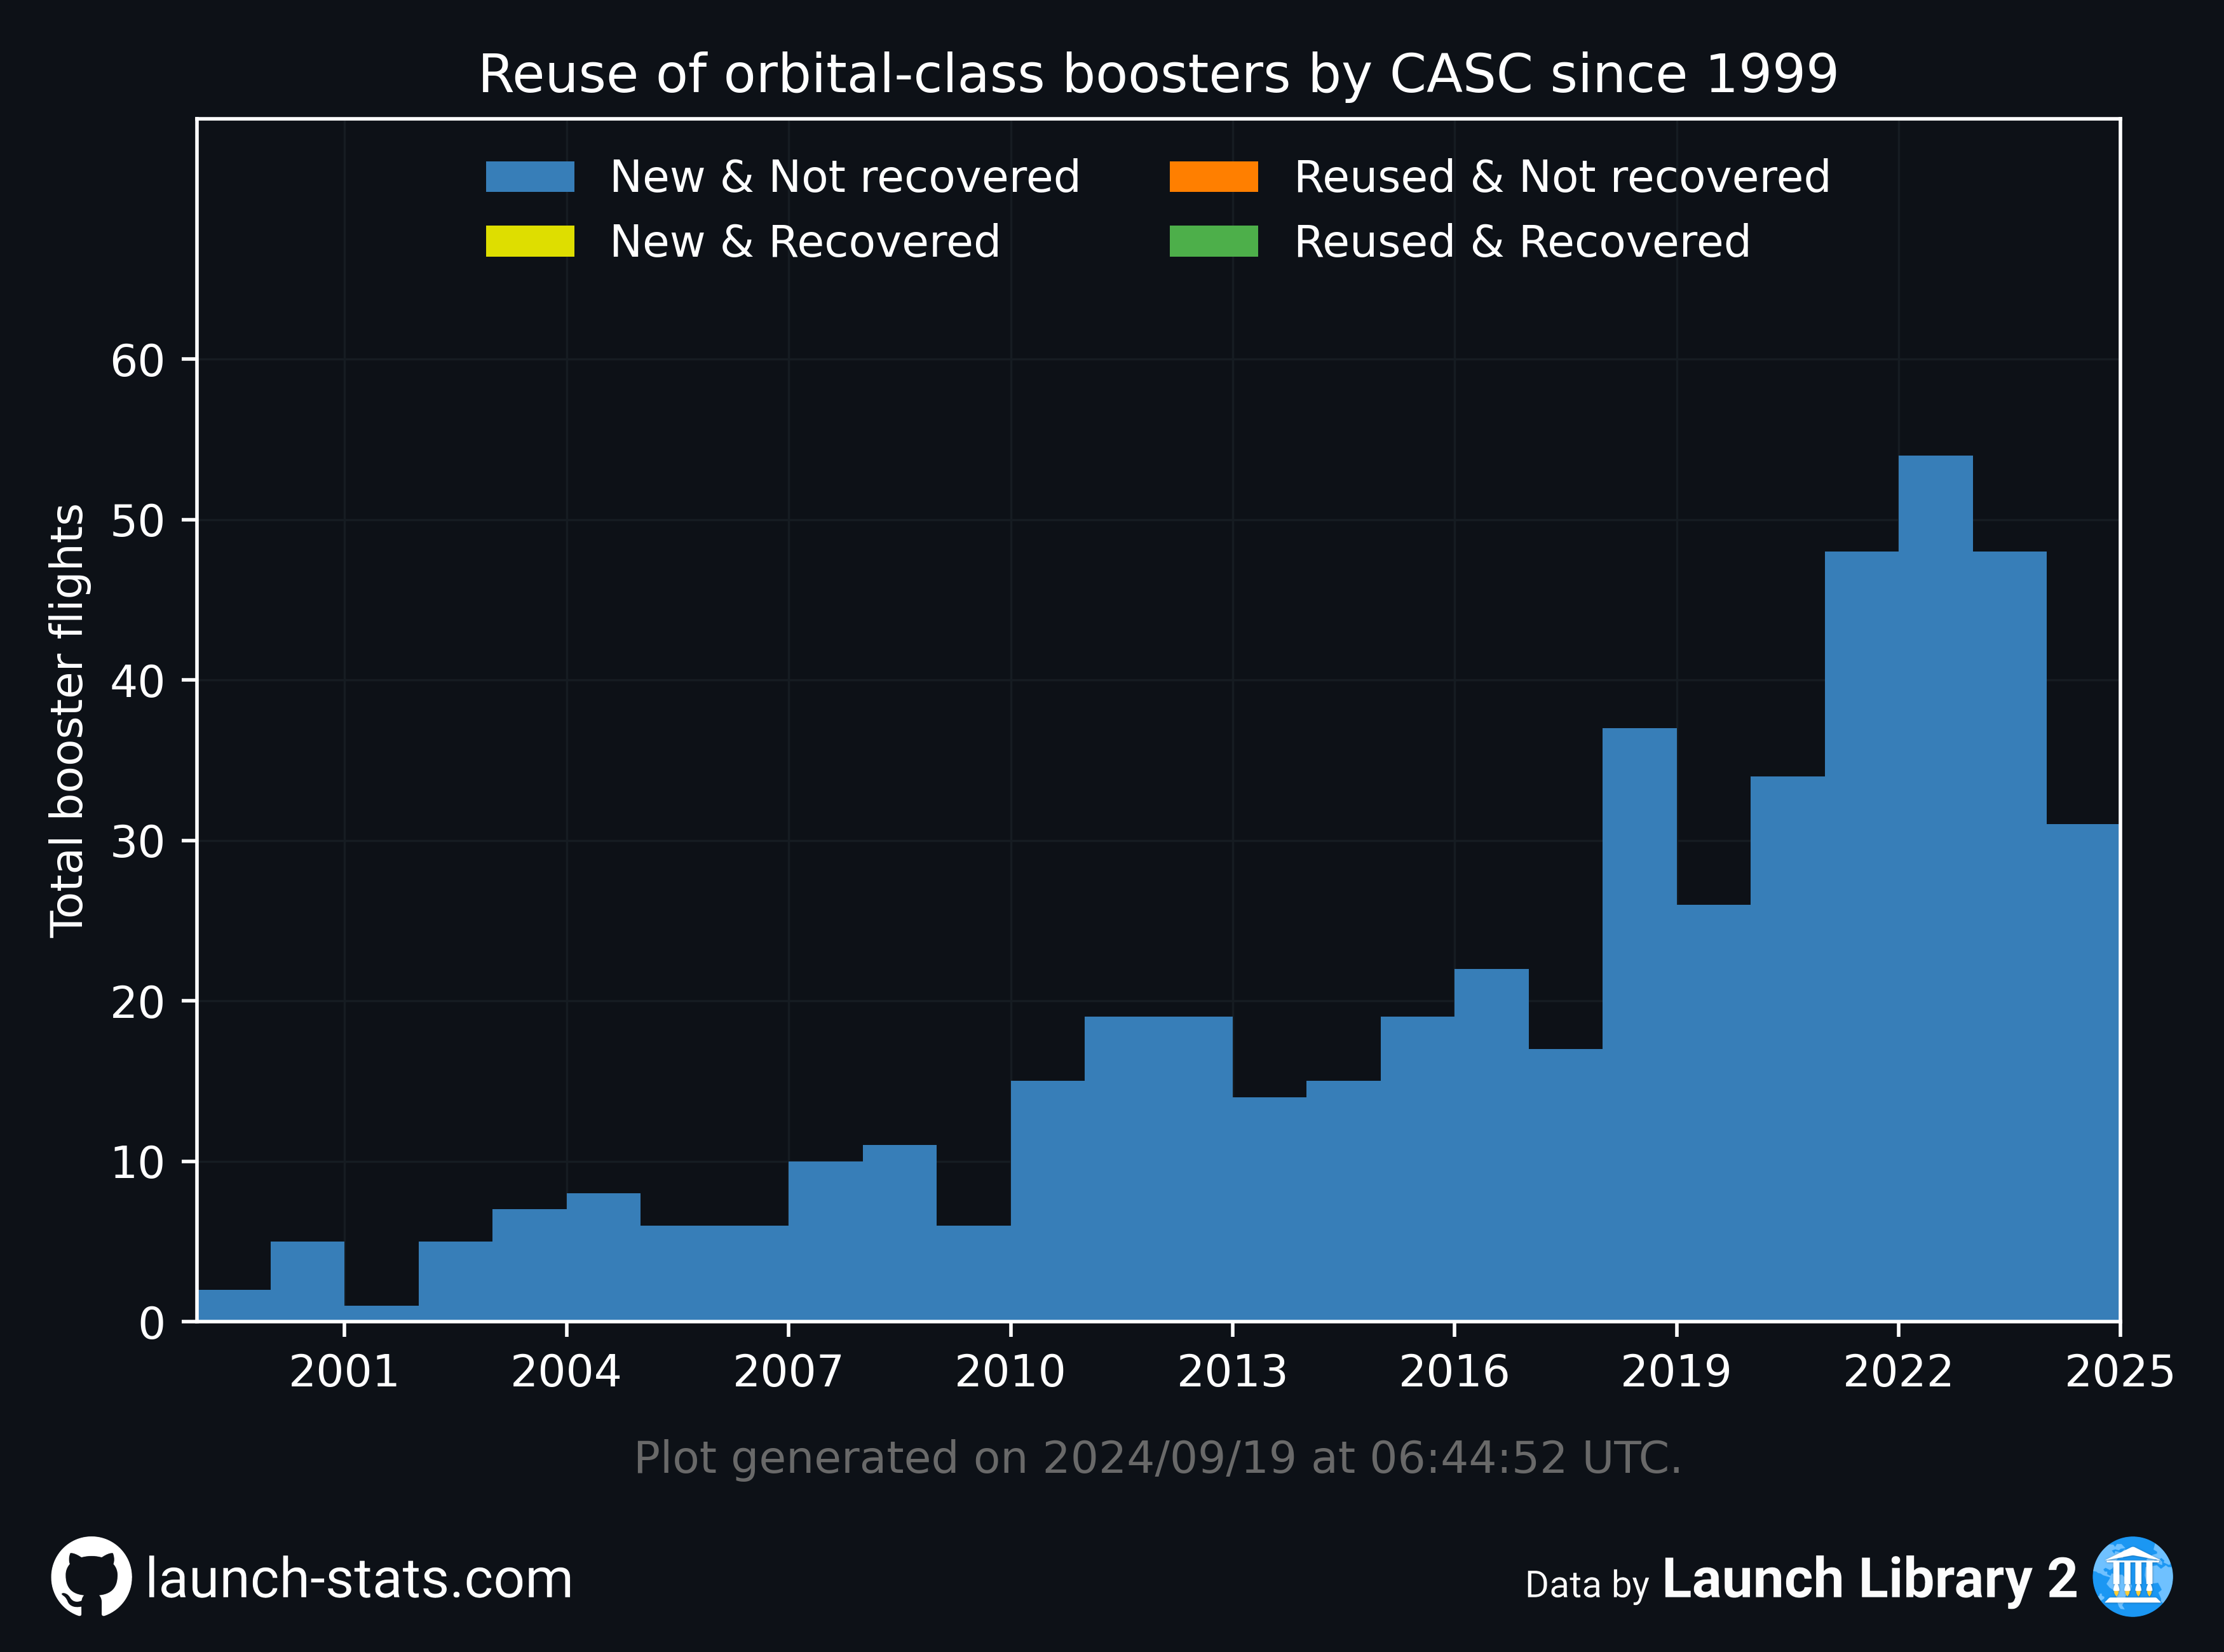 Reuse of orbital-class boosters by CASC since 1999
New & Not recovered
New & Recovered
Reused & Not recovered
Reused & Recovered
Total booster flights
60
50
40
30
20
10
0
2001 2004 2007 2010 2013 2016 2019 2022 2025
Plot generated on 2024/09/19 at 06:44:52 UTC.
launch-stats.com
Data by Launch Library 2